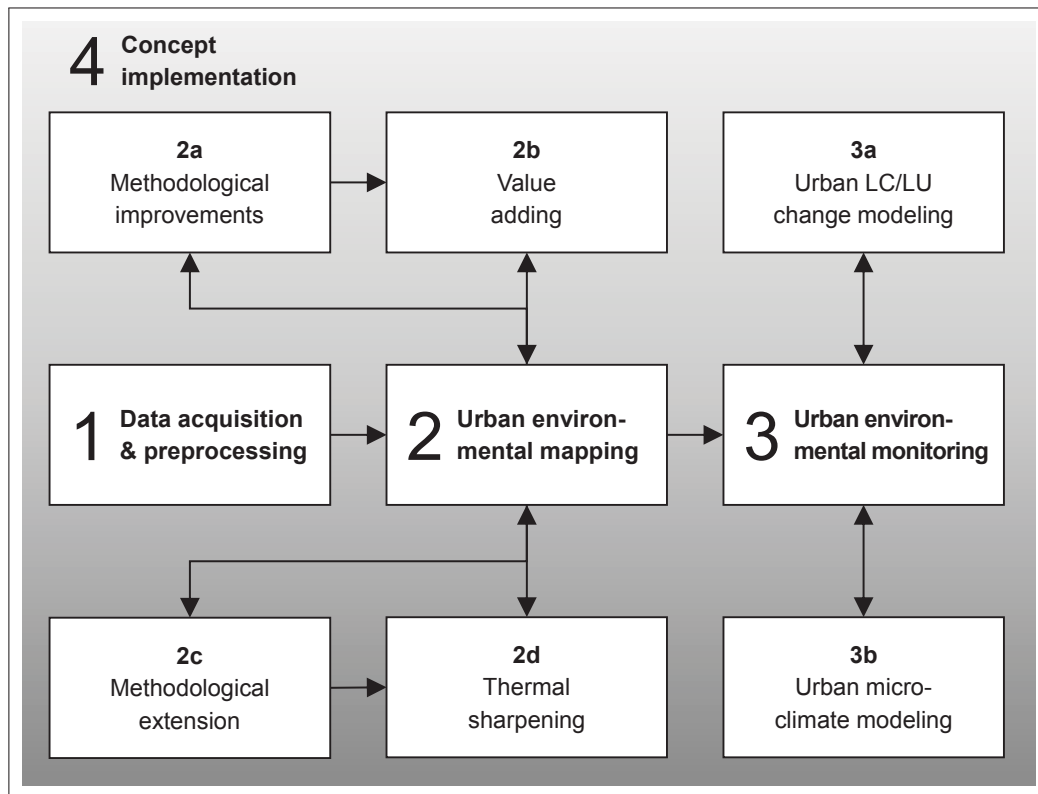 4 Concept
implementation
2a
Methodological
improvements
2b
Value
adding
3a
Urban LC/LU
change modeling
1 Data acquisition
& preprocessing
2 Urban environ-
mental mapping
3 Urban environ-
mental monitoring
2c
Methodological
extension
2d
Thermal
sharpening
3b
Urban micro-
climate modeling